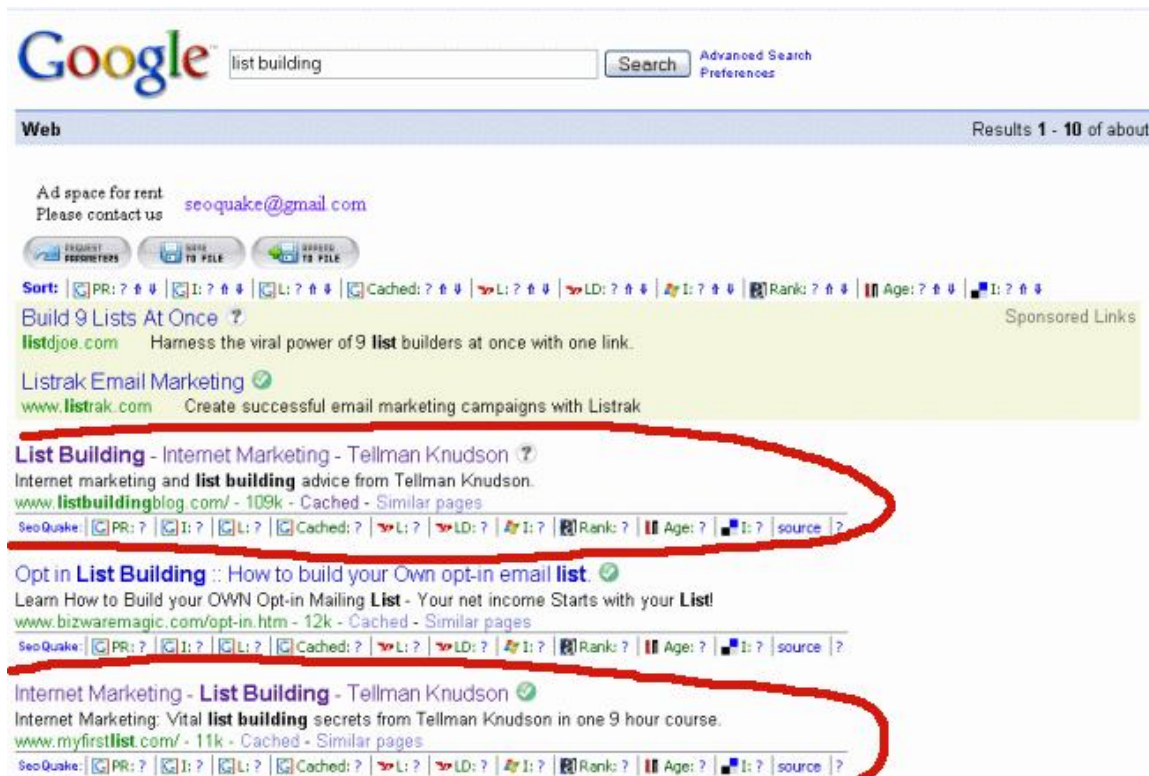 Google™ list building Search Advanced Search
Preferences
Web Results 1 - 10 of about
Ad space for rent
Please contact us seoquake@gmail.com
REQUEST PARAMETERS SAVE TO FILE APPEND TO FILE
Sort: PR: ? I: ? L: ? Cached: ? L: ? LD: ? I: ? Rank: ? Age: ? I: ?
Build 9 Lists At Once ? Sponsored Links
listdjoe.com Harness the viral power of 9 list builders at once with one link.
Listrak Email Marketing
www.listrak.com Create successful email marketing campaigns with Listrak
List Building - Internet Marketing - Tellman Knudson ?
Internet marketing and list building advice from Tellman Knudson.
www.listbuildingblog.com/ - 109k - Cached - Similar pages
SeoQuake: PR: ? I: ? L: ? Cached: ? L: ? LD: ? I: ? Rank: ? Age: ? I: ? source ?
Opt in List Building :: How to build your Own opt-in email list.
Learn How to Build your OWN Opt-in Mailing List - Your net income Starts with your List!
www.bizwaremagic.com/opt-in.htm - 12k - Cached - Similar pages
SeoQuake: PR: ? I: ? L: ? Cached: ? L: ? LD: ? I: ? Rank: ? Age: ? I: ? source ?
Internet Marketing - List Building - Tellman Knudson
Internet Marketing: Vital list building secrets from Tellman Knudson in one 9 hour course.
www.myfirstlist.com/ - 11k - Cached - Similar pages
SeoQuake: PR: ? I: ? L: ? Cached: ? L: ? LD: ? I: ? Rank: ? Age: ? I: ? source ?